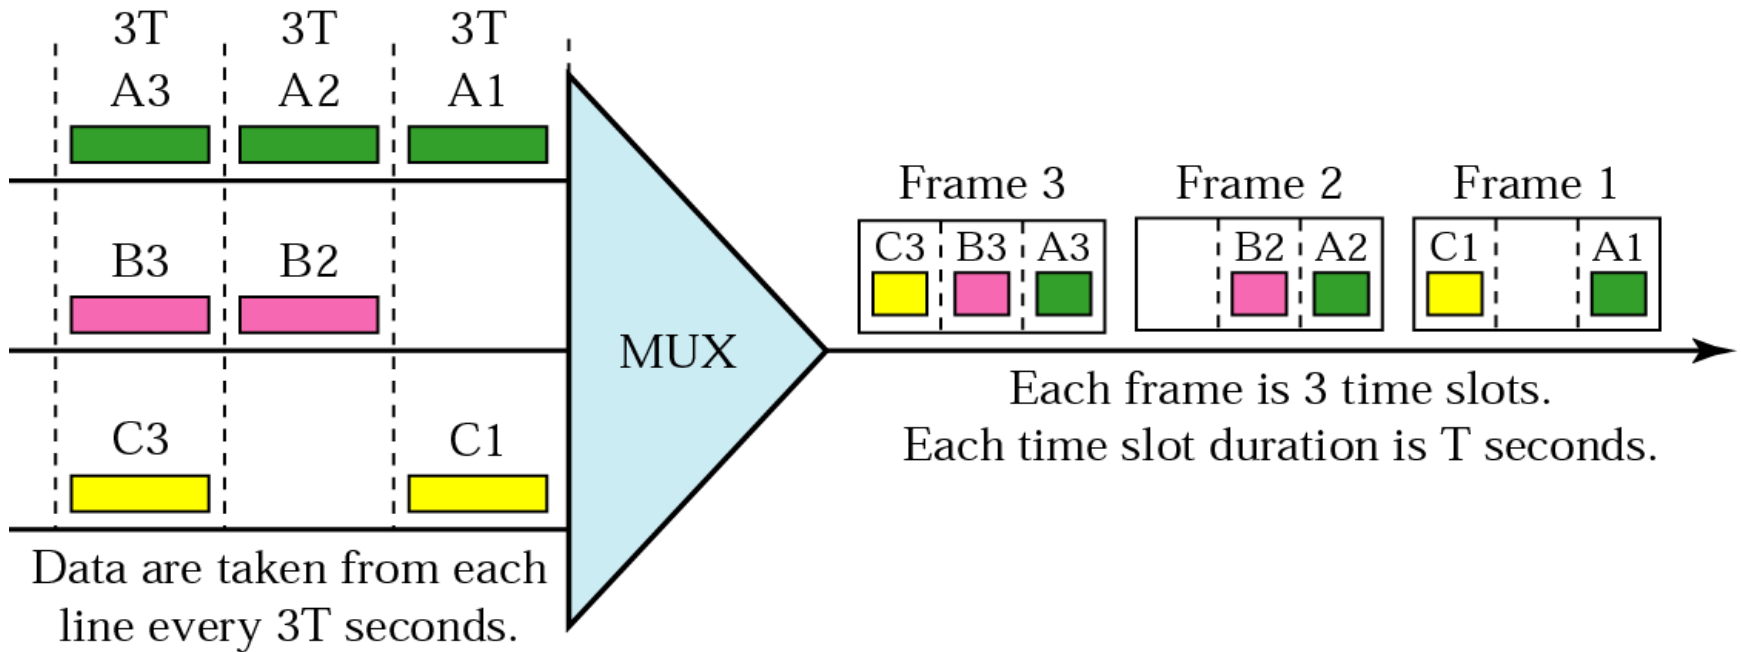 3T 3T 3T
A3 A2 A1
Frame 3 Frame 2 Frame 1
C3 B3 A3 B2 A2 C1 A1
B3 B2
MUX
Each frame is 3 time slots.
Each time slot duration is T seconds.
C3 C1
Data are taken from each
line every 3T seconds.